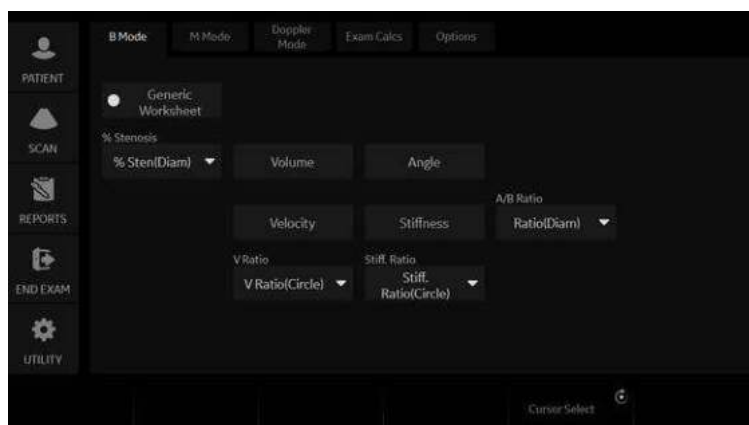 B Mode
M Mode
Doppler
Mode
Exam Calcs
Options
PATIENT
SCAN
REPORTS
END EXAM
UTILITY
Generic
Worksheet
% Stenosis
% Sten(Diam)
Volume
Angle
A/B Ratio
Velocity
Stiffness
Ratio(Diam)
V Ratio
Stiff. Ratio
V Ratio(Circle)
Stiff.
Ratio(Circle)
Cursor Select